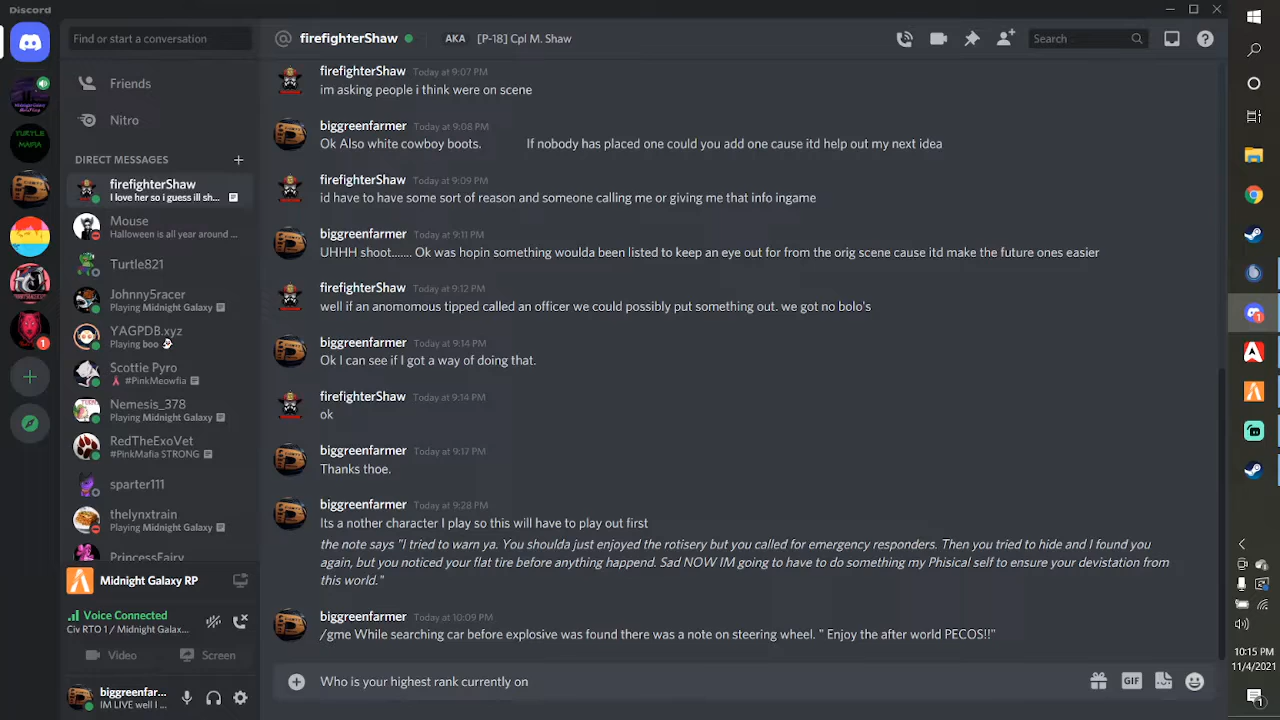 Discord
Find or start a conversation
Friends
Nitro
DIRECT MESSAGES
firefighterShaw
I love her so i guess ill sh...
Mouse
Halloween is all year around ...
Turtle821
Johnny5racer
Playing Midnight Galaxy
YAGPDB.xyz
Playing boo
Scottie Pyro
#PinkMeowfia
Nemesis_378
Playing Midnight Galaxy
RedTheExoVet
#PinkMafia STRONG
sparter111
thelynxtrain
Playing Midnight Galaxy
PrincessFairy
Midnight Galaxy RP
Voice Connected
Civ RTO 1 / Midnight Galax...
Video Screen
biggreenfar...
IM LIVE well I ...
firefighterShaw AKA [P-18] Cpl M. Shaw
Search
firefighterShaw Today at 9:07 PM
im asking people i think were on scene
biggreenfarmer Today at 9:08 PM
Ok Also white cowboy boots. If nobody has placed one could you add one cause itd help out my next idea
firefighterShaw Today at 9:09 PM
id have to have some sort of reason and someone calling me or giving me that info ingame
biggreenfarmer Today at 9:11 PM
UHHH shoot....... Ok was hopin something woulda been listed to keep an eye out for from the orig scene cause itd make the future ones easier
firefighterShaw Today at 9:12 PM
well if an anomomous tipped called an officer we could possibly put something out. we got no bolo's
biggreenfarmer Today at 9:14 PM
Ok I can see if I got a way of doing that.
firefighterShaw Today at 9:14 PM
ok
biggreenfarmer Today at 9:17 PM
Thanks thoe.
biggreenfarmer Today at 9:28 PM
Its a nother character I play so this will have to play out first
the note says "I tried to warn ya. You shoulda just enjoyed the rotisery but you called for emergency responders. Then you tried to hide and I found you
again, but you noticed your flat tire before anything happend. Sad NOW IM going to have to do something my Phisical self to ensure your devistation from
this world."
biggreenfarmer Today at 10:09 PM
/gme While searching car before explosive was found there was a note on steering wheel. " Enjoy the after world PECOS!!"
Who is your highest rank currently on
GIF
10:15 PM
11/4/2021